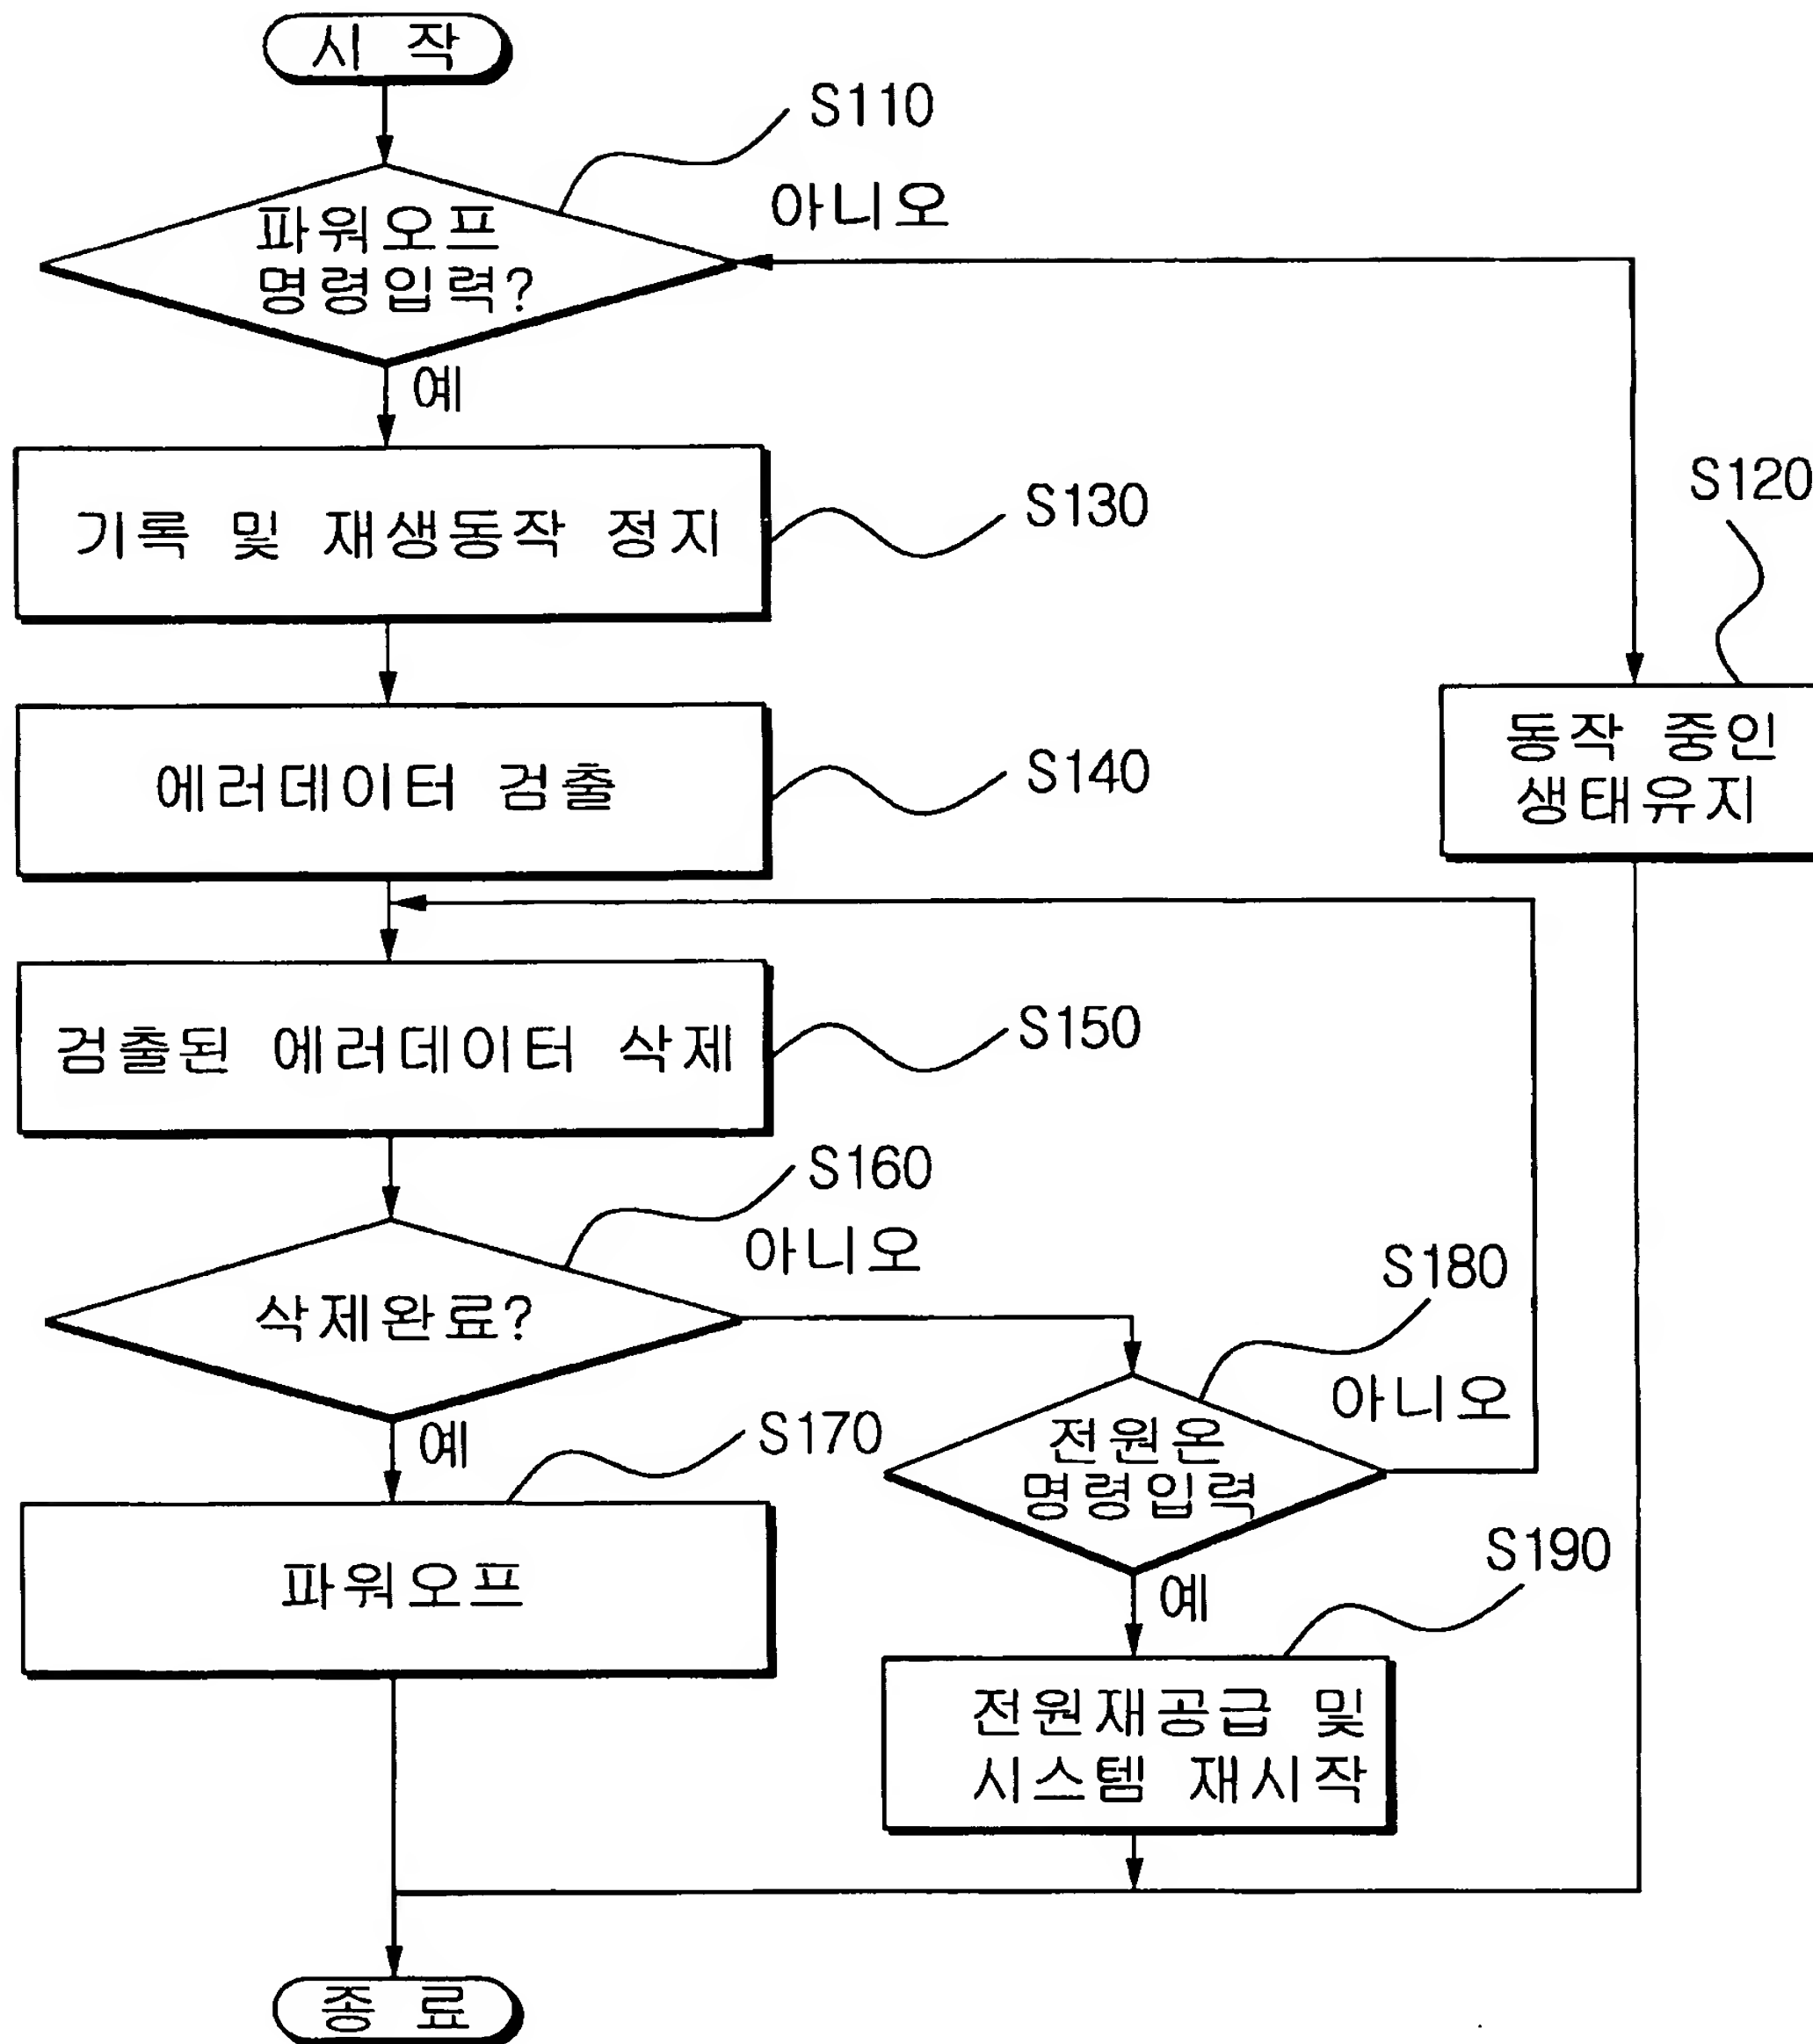 시 작
S110
아니오
파워오프
명령입력?
예
기록 및 재생동작 정지
S130
S120
동작 중인
생태유지
에러데이터 검출
S140
검출된 에러데이터 삭제
S150
S160
아니오
삭제완료?
S180
아니오
예
S170
전원온
명령입력
파워오프
예
S190
전원재공급 및
시스템 재시작
종 료